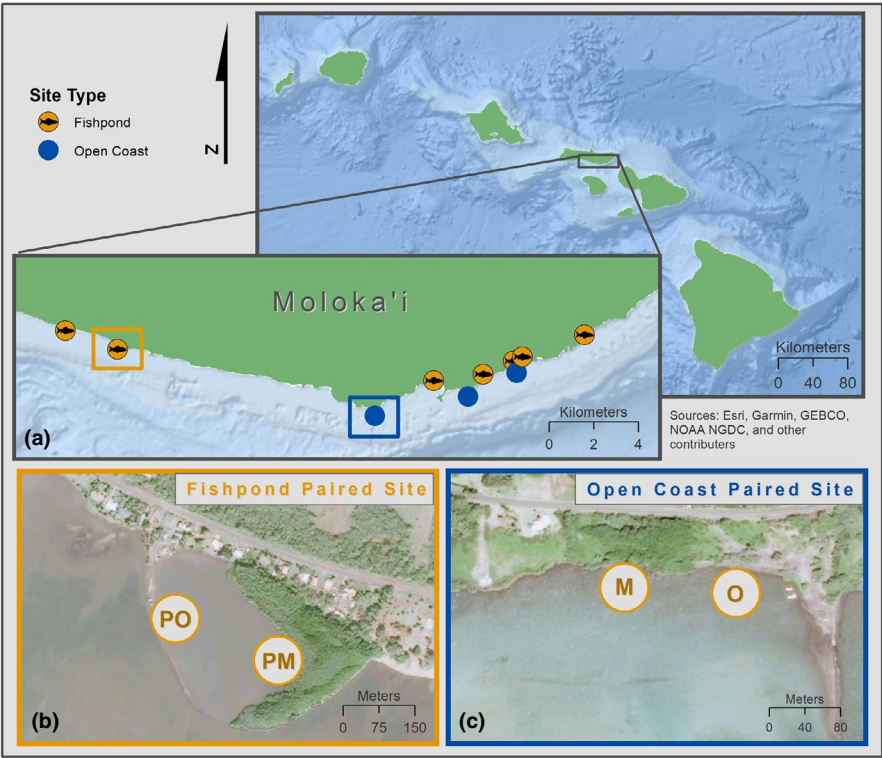 Site Type
Fishpond
Open Coast
N
Moloka'i
(a)
Kilometers
0 2 4
Kilometers
0 40 80
Sources: Esri, Garmin, GEBCO,
NOAA NGDC, and other
contributers
Fishpond Paired Site
PO
PM
(b)
Meters
0 75 150
Open Coast Paired Site
M
O
(c)
Meters
0 40 80